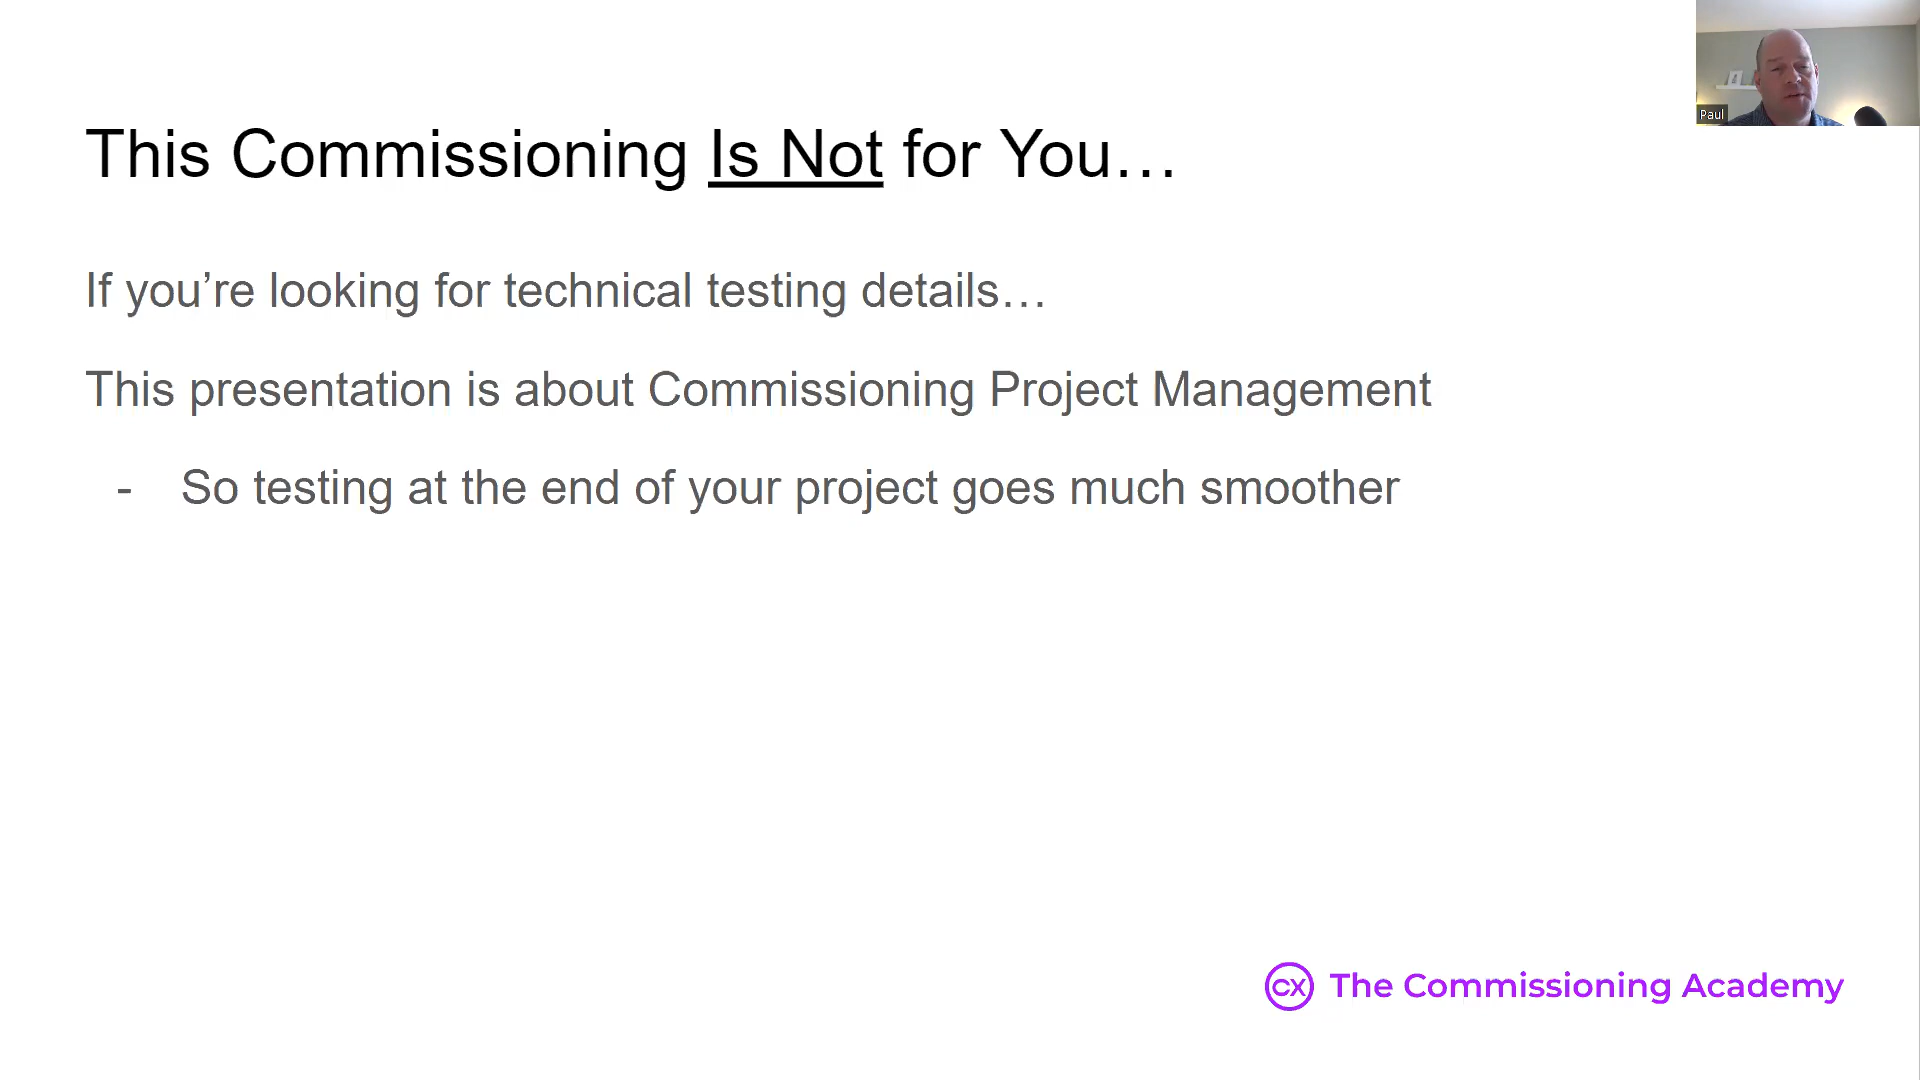 Paul
This Commissioning Is Not for You…
If you’re looking for technical testing details…
This presentation is about Commissioning Project Management
- So testing at the end of your project goes much smoother
CX The Commissioning Academy